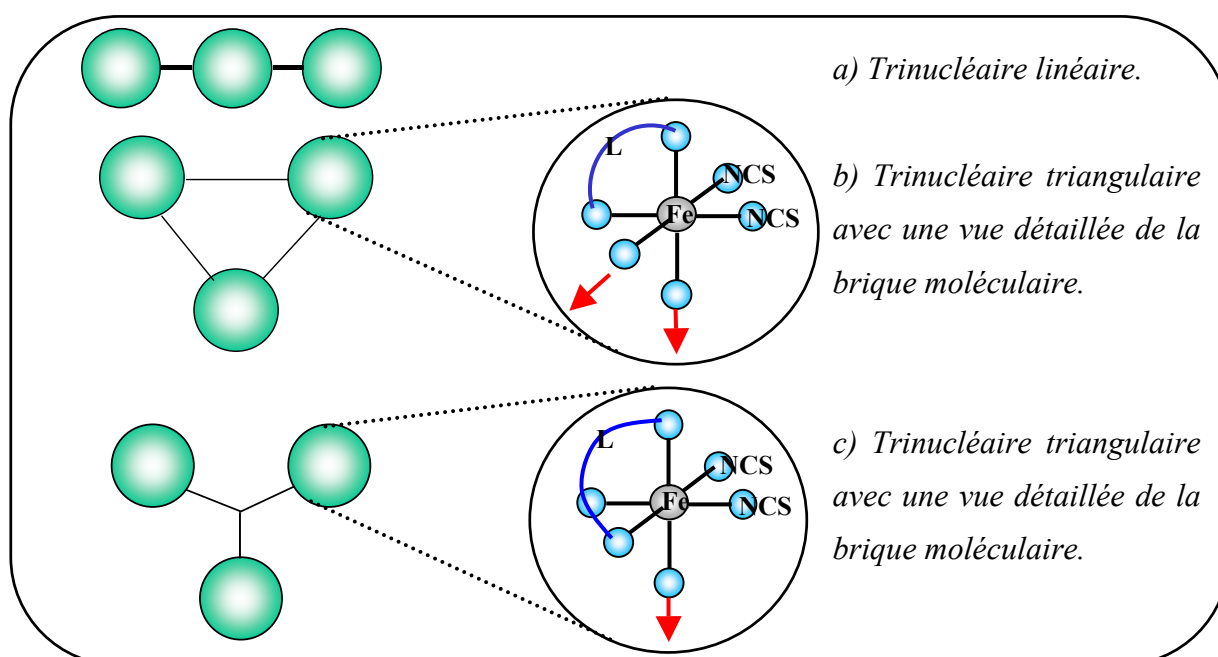 a) Trinucléaire linéaire.
L
NCS
Fe
NCS
b) Trinucléaire triangulaire
avec une vue détaillée de la
brique moléculaire.
L
NCS
Fe
NCS
c) Trinucléaire triangulaire
avec une vue détaillée de la
brique moléculaire.